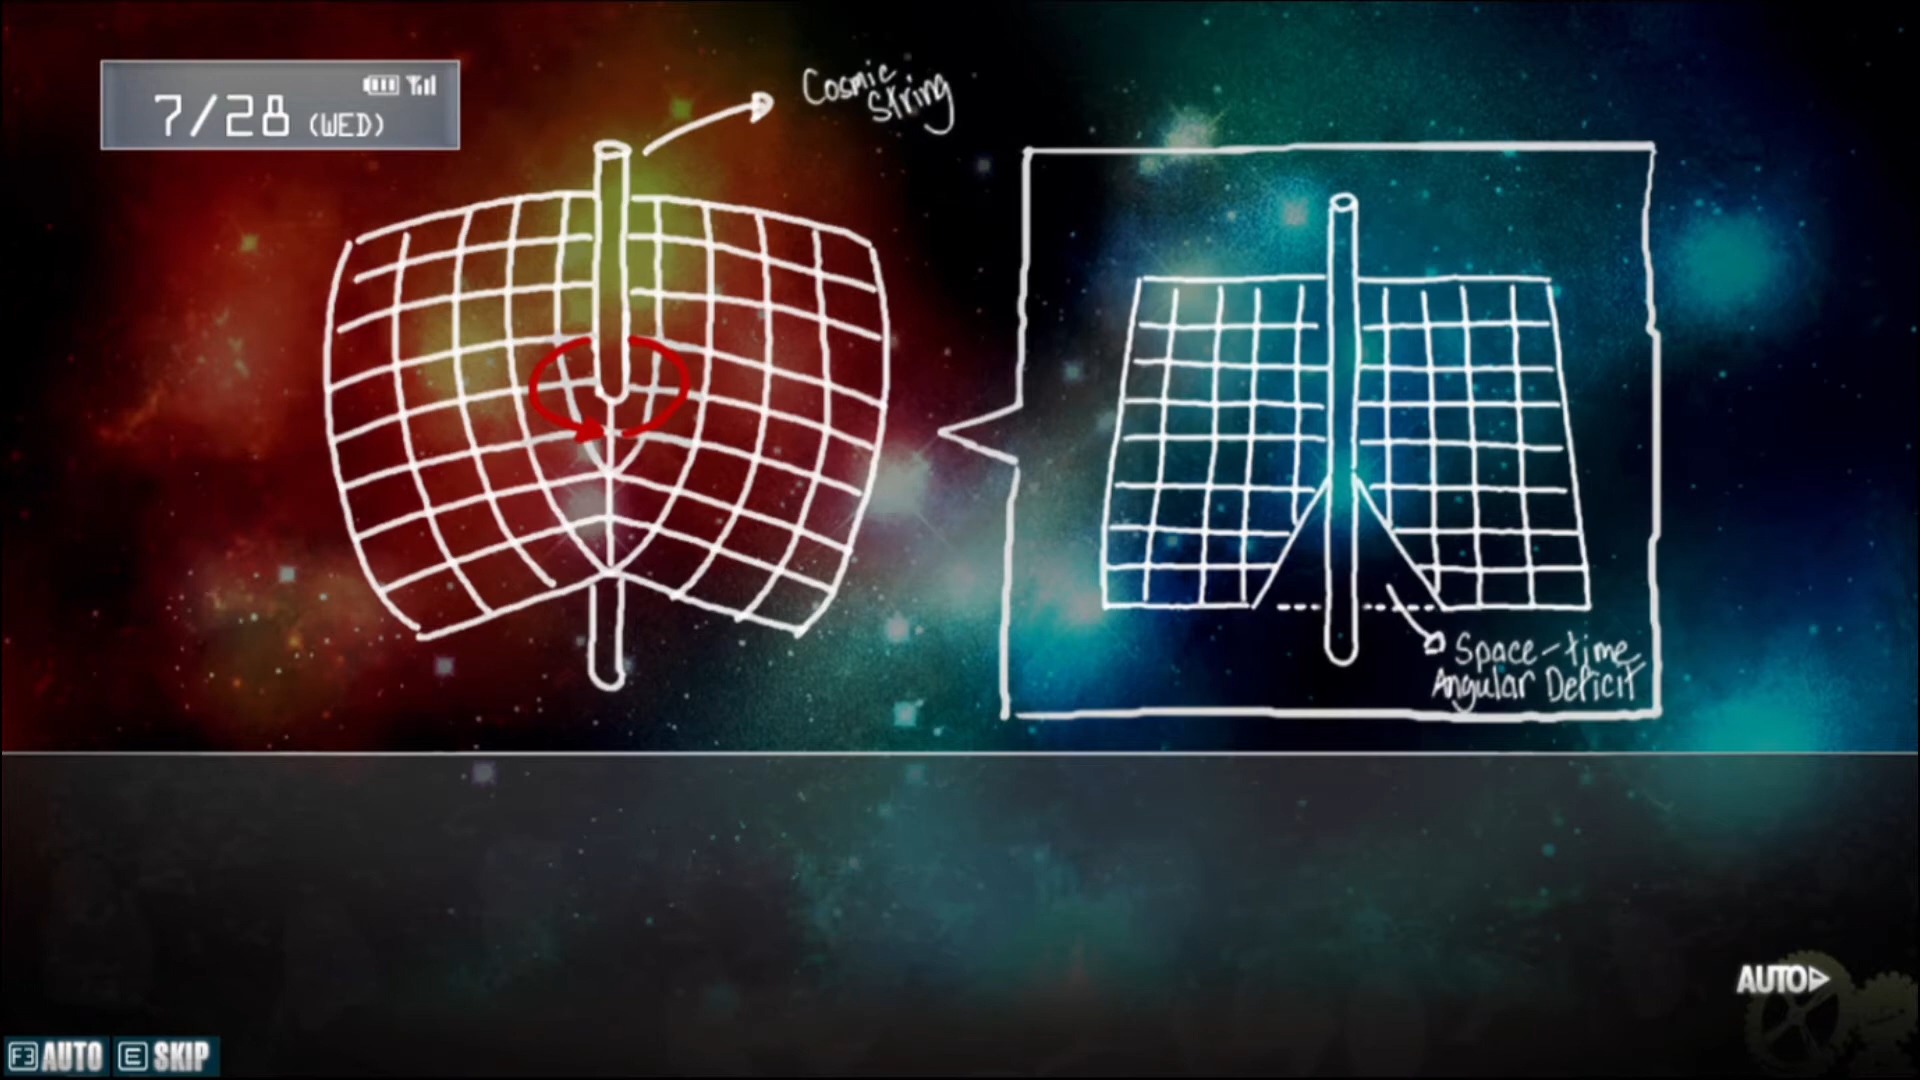 7/28 (WED)
Cosmic
String
Space-time
Angular Deficit
AUTO
F3 AUTO E SKIP